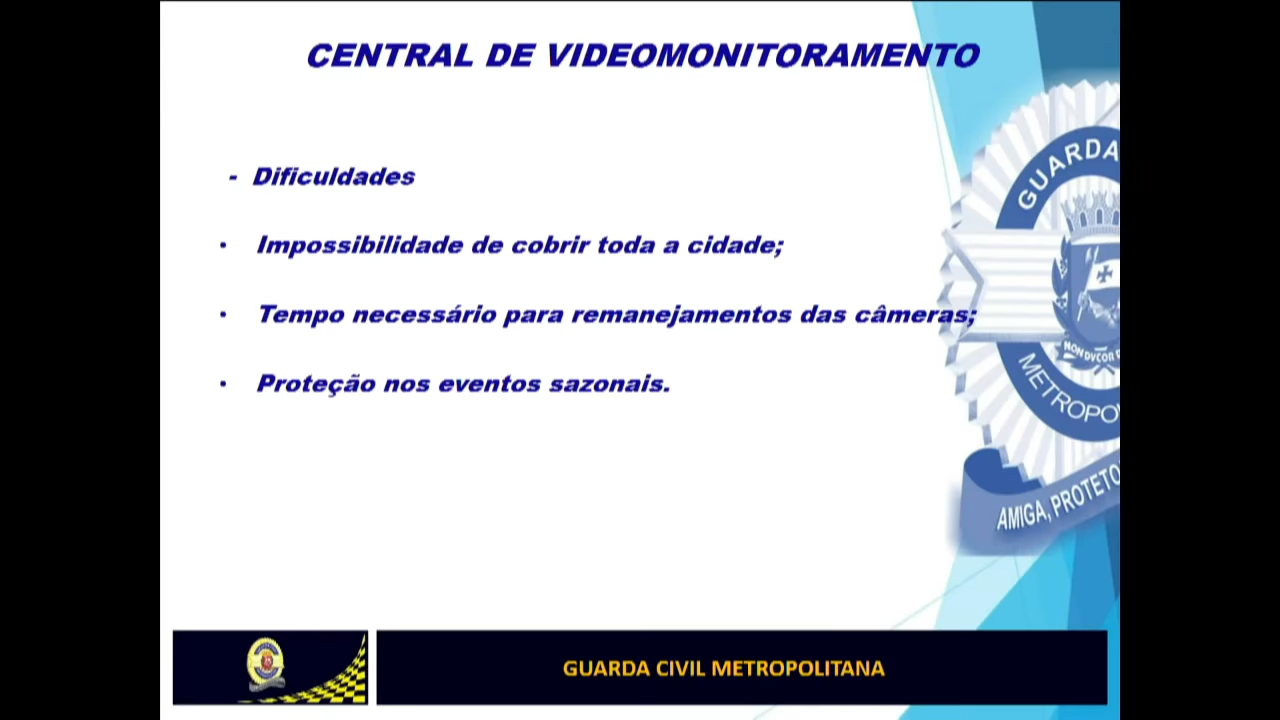 CENTRAL DE VIDEOMONITORAMENTO
- Dificuldades
• Impossibilidade de cobrir toda a cidade;
• Tempo necessário para remanejamentos das câmeras;
• Proteção nos eventos sazonais.
GUARDA
METROPO
AMIGA, PROTETO
GUARDA CIVIL METROPOLITANA